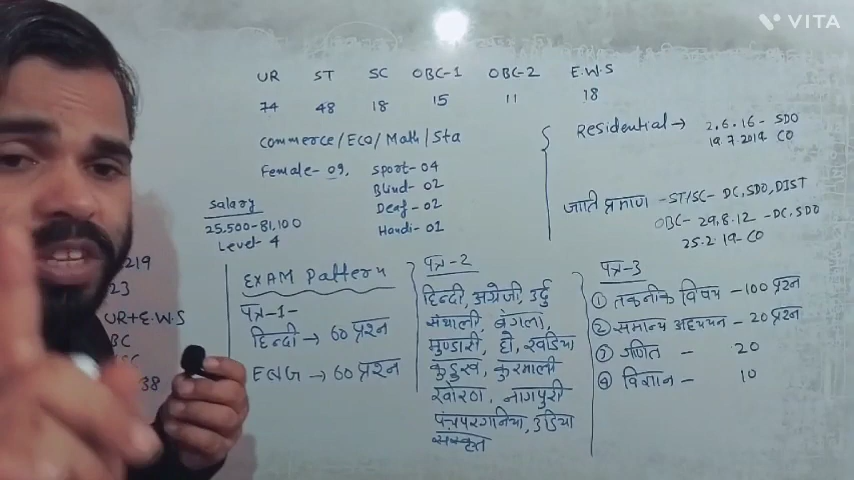 VITA
UR ST SC OBC-1 OBC-2 E.W.S
74 48 18 15 11 18
Commerce/Eco/Math/Sta
Female-09, Sport-04
Blind-02
Deaf-02
Handi-01
Salary
25,500-81,100
Level-4
Residential → 2.6.16-SDO
19.7.2019 CO
जाति प्रमाण -ST/SC- DC, SDO, DIST
OBC-29.8.12 -DC, SDO
25.2.19-CO
219
23
UR+E.W.S
BC
38
EXAM Pattern
पत्र-1-
हिन्दी → 60 प्रश्न
ENG → 60 प्रश्न
पत्र-2
हिन्दी, अंग्रेजी, उर्दु
संथाली, बंगला,
मुण्डारी, हो, खड़िया
कुडुख, कुरमाली
खोरठा, नागपुरी
पंचपरगनिया, उड़िया
संस्कृत
पत्र-3
① तकनीक विषय - 100 प्रश्न
② समान्य अध्ययन - 20 प्रश्न
③ गणित - 20
④ विज्ञान - 10